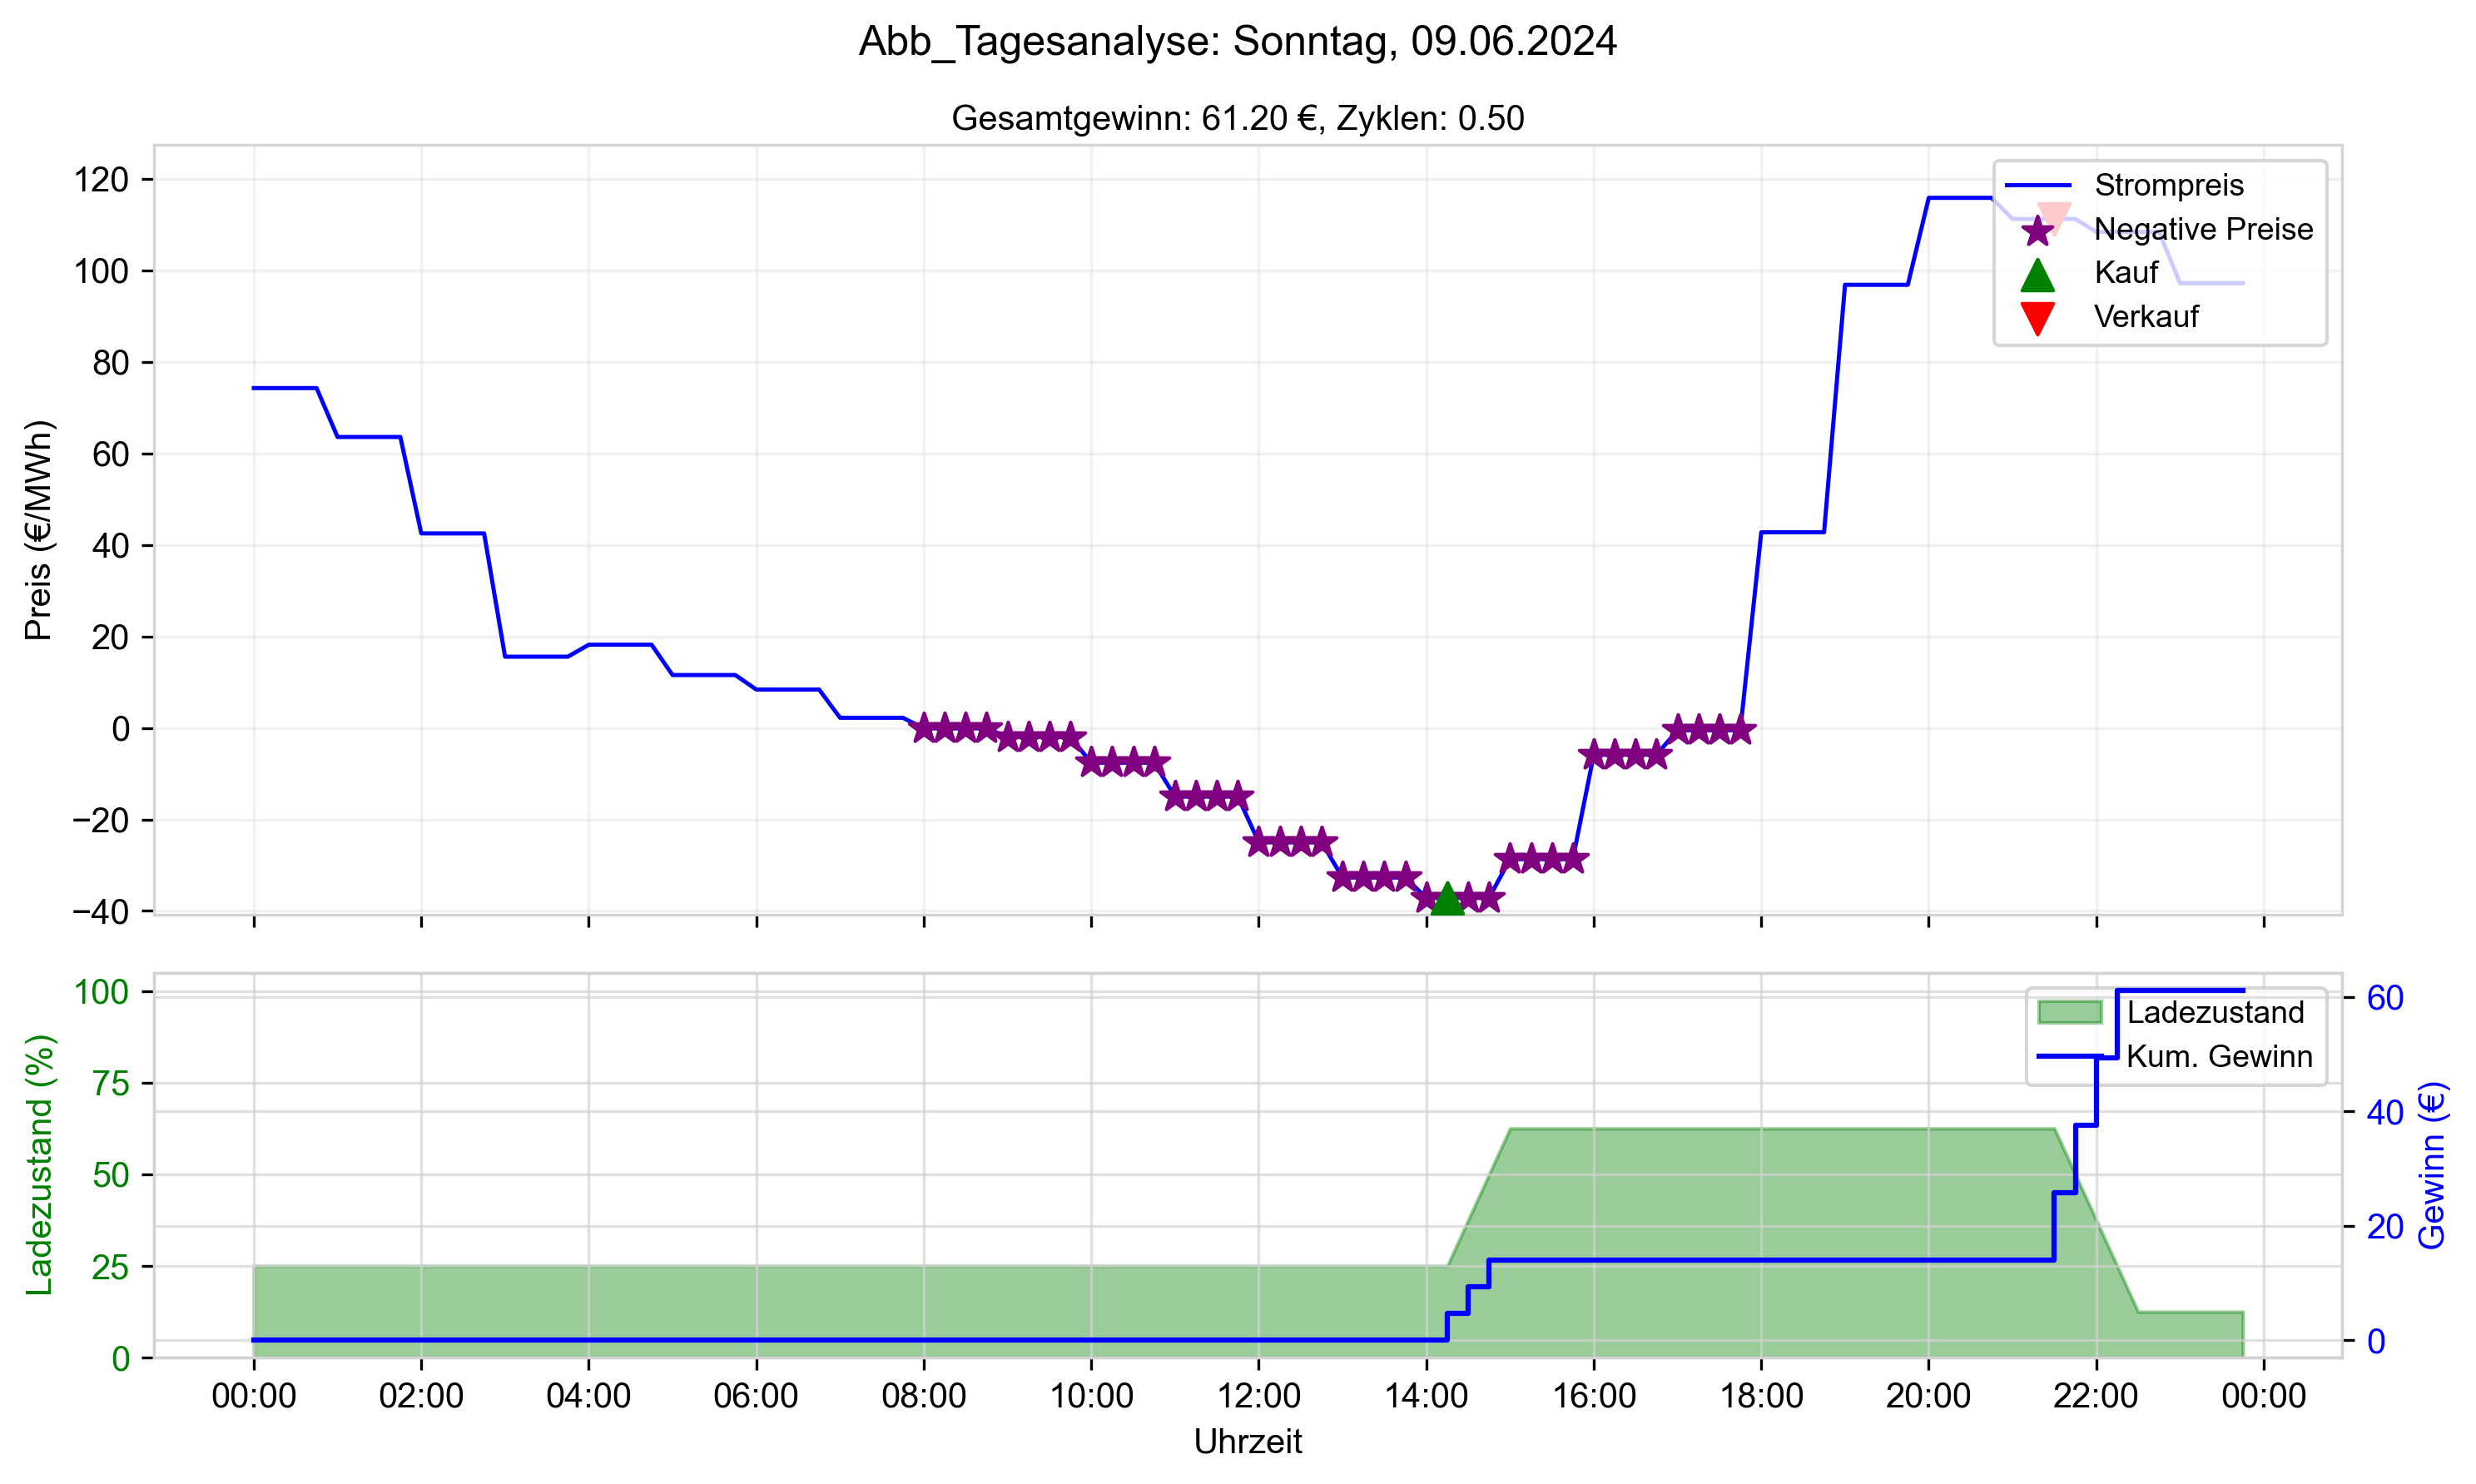 Abb_Tagesanalyse: Sonntag, 09.06.2024
Gesamtgewinn: 61.20 €, Zyklen: 0.50
Preis (€/MWh)
120
100
80
60
40
20
0
−20
−40
Strompreis
Negative Preise
Kauf
Verkauf
Ladezustand (%)
100
75
50
25
0
Ladezustand
Kum. Gewinn
60
40
20
0
Gewinn (€)
00:00 02:00 04:00 06:00 08:00 10:00 12:00 14:00 16:00 18:00 20:00 22:00 00:00
Uhrzeit